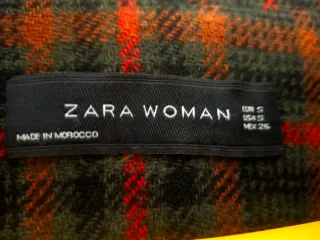 ZARA WOMAN
EUR S
USA S
MEX 26
MADE IN MOROCCO